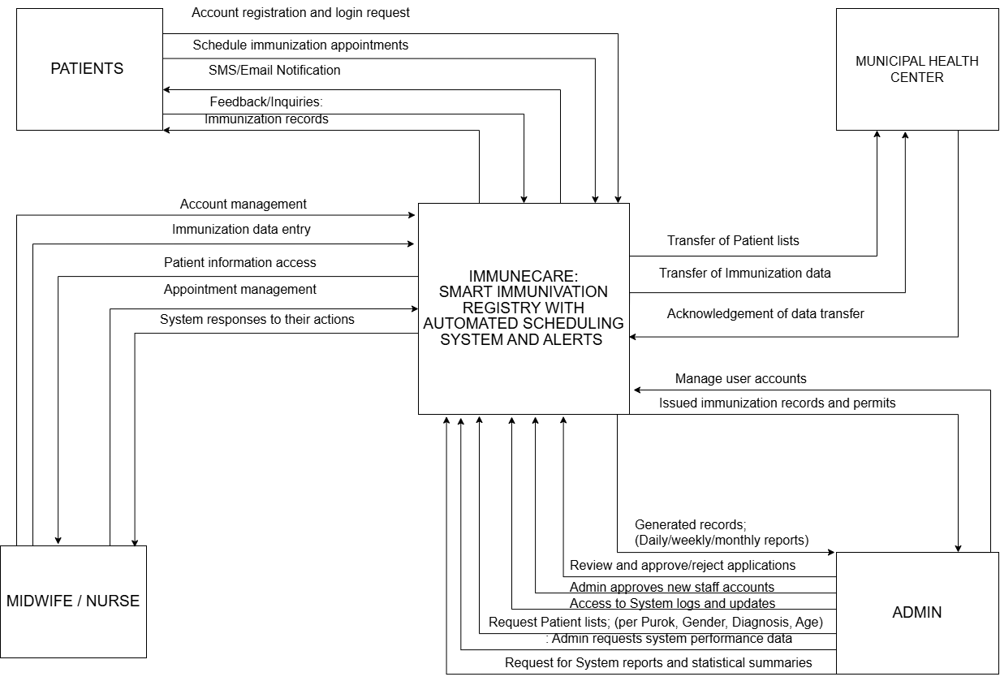 Account registration and login request
PATIENTS
Schedule immunization appointments
SMS/Email Notification
Feedback/Inquiries:
Immunization records
MUNICIPAL HEALTH
CENTER
Account management
Immunization data entry
Patient information access
Appointment management
System responses to their actions
IMMUNECARE:
SMART IMMUNIVATION
REGISTRY WITH
AUTOMATED SCHEDULING
SYSTEM AND ALERTS
Transfer of Patient lists
Transfer of Immunization data
Acknowledgement of data transfer
Manage user accounts
Issued immunization records and permits
MIDWIFE / NURSE
Generated records;
(Daily/weekly/monthly reports)
Review and approve/reject applications
Admin approves new staff accounts
Access to System logs and updates
Request Patient lists; (per Purok, Gender, Diagnosis, Age)
: Admin requests system performance data
Request for System reports and statistical summaries
ADMIN